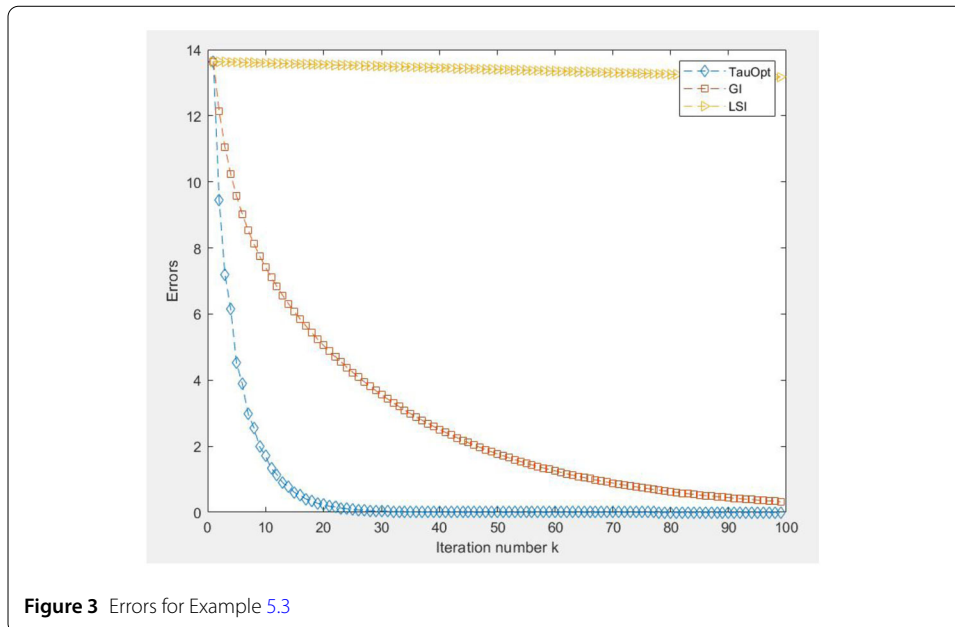 14
12
10
8
6
4
2
0
Errors
0 10 20 30 40 50 60 70 80 90 100
Iteration number k
TauOpt
GI
LSI
Figure 3 Errors for Example 5.3